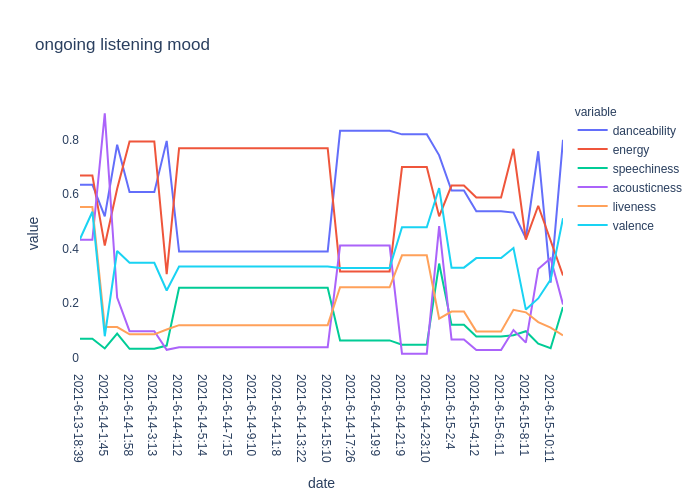 ongoing listening mood
variable
danceability
energy
speechiness
acousticness
liveness
valence
value
0.8
0.6
0.4
0.2
0
2021-6-13-18:39
2021-6-14-1:45
2021-6-14-1:58
2021-6-14-3:13
2021-6-14-4:12
2021-6-14-5:14
2021-6-14-7:15
2021-6-14-9:10
2021-6-14-11:8
2021-6-14-13:22
2021-6-14-15:10
2021-6-14-17:26
2021-6-14-19:9
2021-6-14-21:9
2021-6-14-23:10
2021-6-15-2:4
2021-6-15-4:12
2021-6-15-6:11
2021-6-15-8:11
2021-6-15-10:11
date